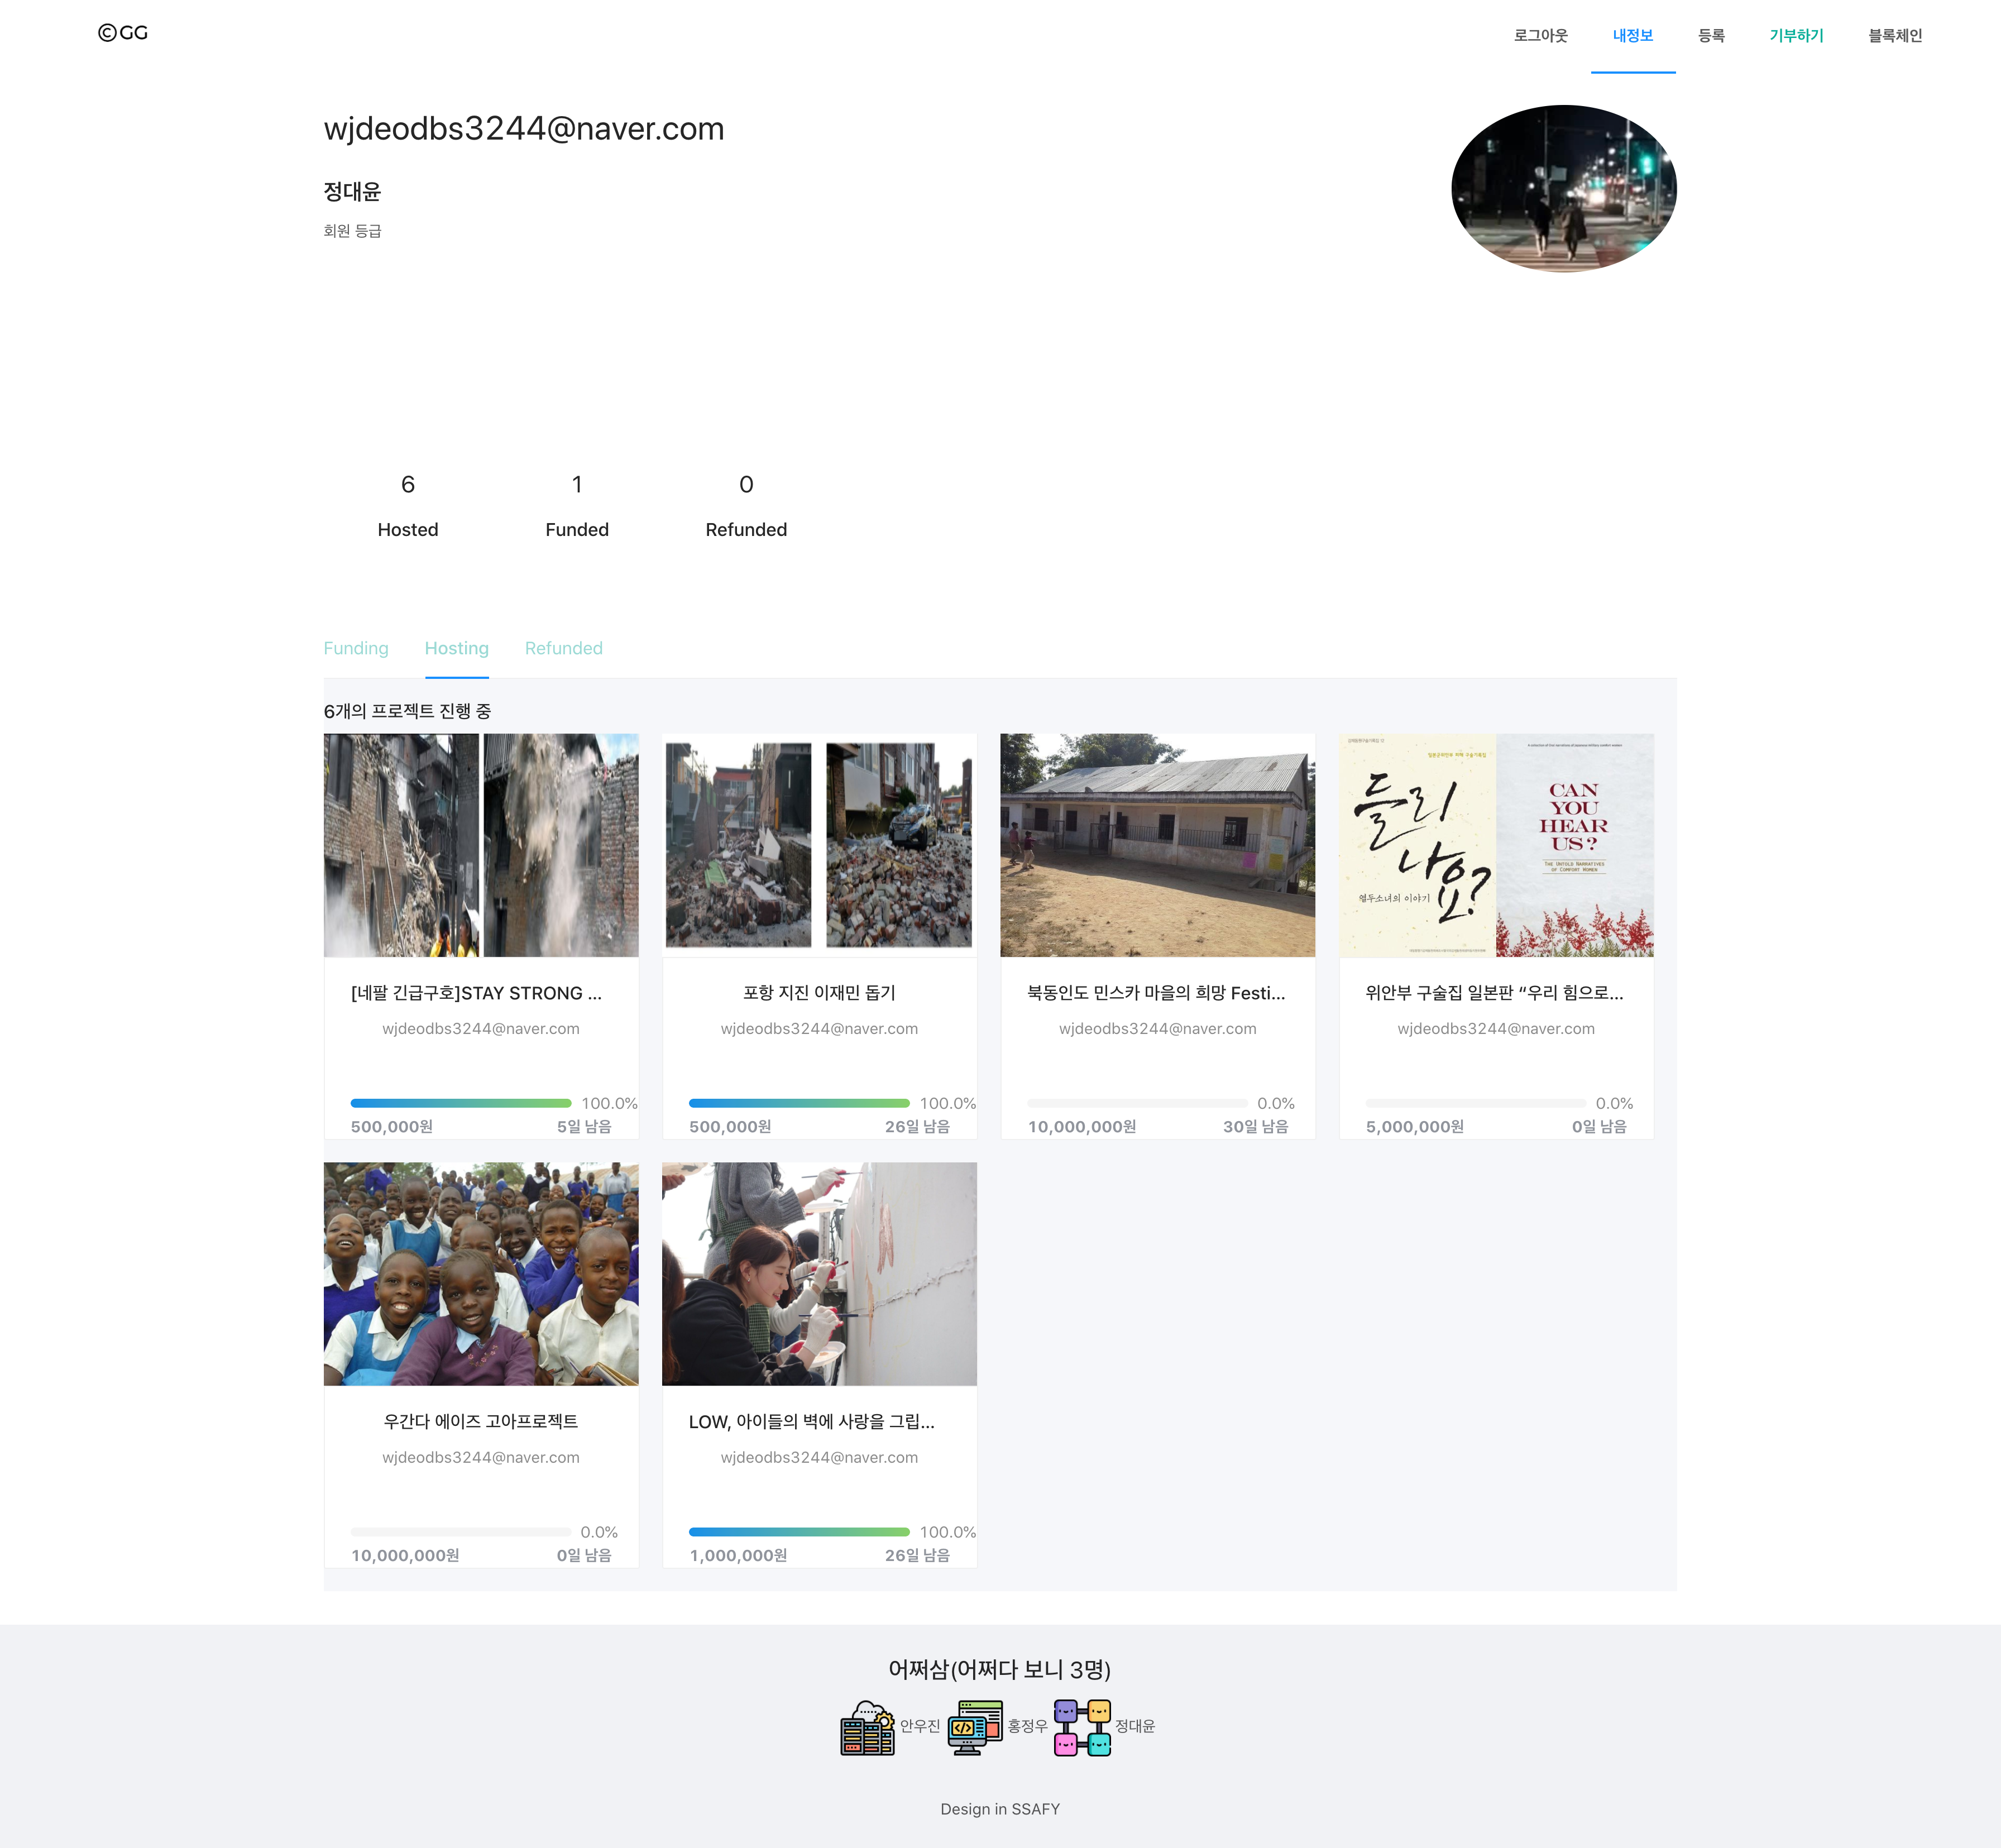 ©GG
로그아웃 내정보 등록 기부하기 블록체인
wjdeodbs3244@naver.com
정대윤
회원 등급
6 1 0
Hosted Funded Refunded
Funding Hosting Refunded
6개의 프로젝트 진행 중
들리
나요?
열두소녀의 이야기
CAN
YOU
HEAR
US?
THE UNTOLD NARRATIVES
OF COMFORT WOMEN
[네팔 긴급구호]STAY STRONG ...
wjdeodbs3244@naver.com
100.0%
500,000원 5일 남음
포항 지진 이재민 돕기
wjdeodbs3244@naver.com
100.0%
500,000원 26일 남음
북동인도 민스카 마을의 희망 Festi...
wjdeodbs3244@naver.com
0.0%
10,000,000원 30일 남음
위안부 구술집 일본판 “우리 힘으로...
wjdeodbs3244@naver.com
0.0%
5,000,000원 0일 남음
우간다 에이즈 고아프로젝트
wjdeodbs3244@naver.com
0.0%
10,000,000원 0일 남음
LOW, 아이들의 벽에 사랑을 그립...
wjdeodbs3244@naver.com
100.0%
1,000,000원 26일 남음
어쩌삼(어쩌다 보니 3명)
안우진 홍정우 정대윤
Design in SSAFY